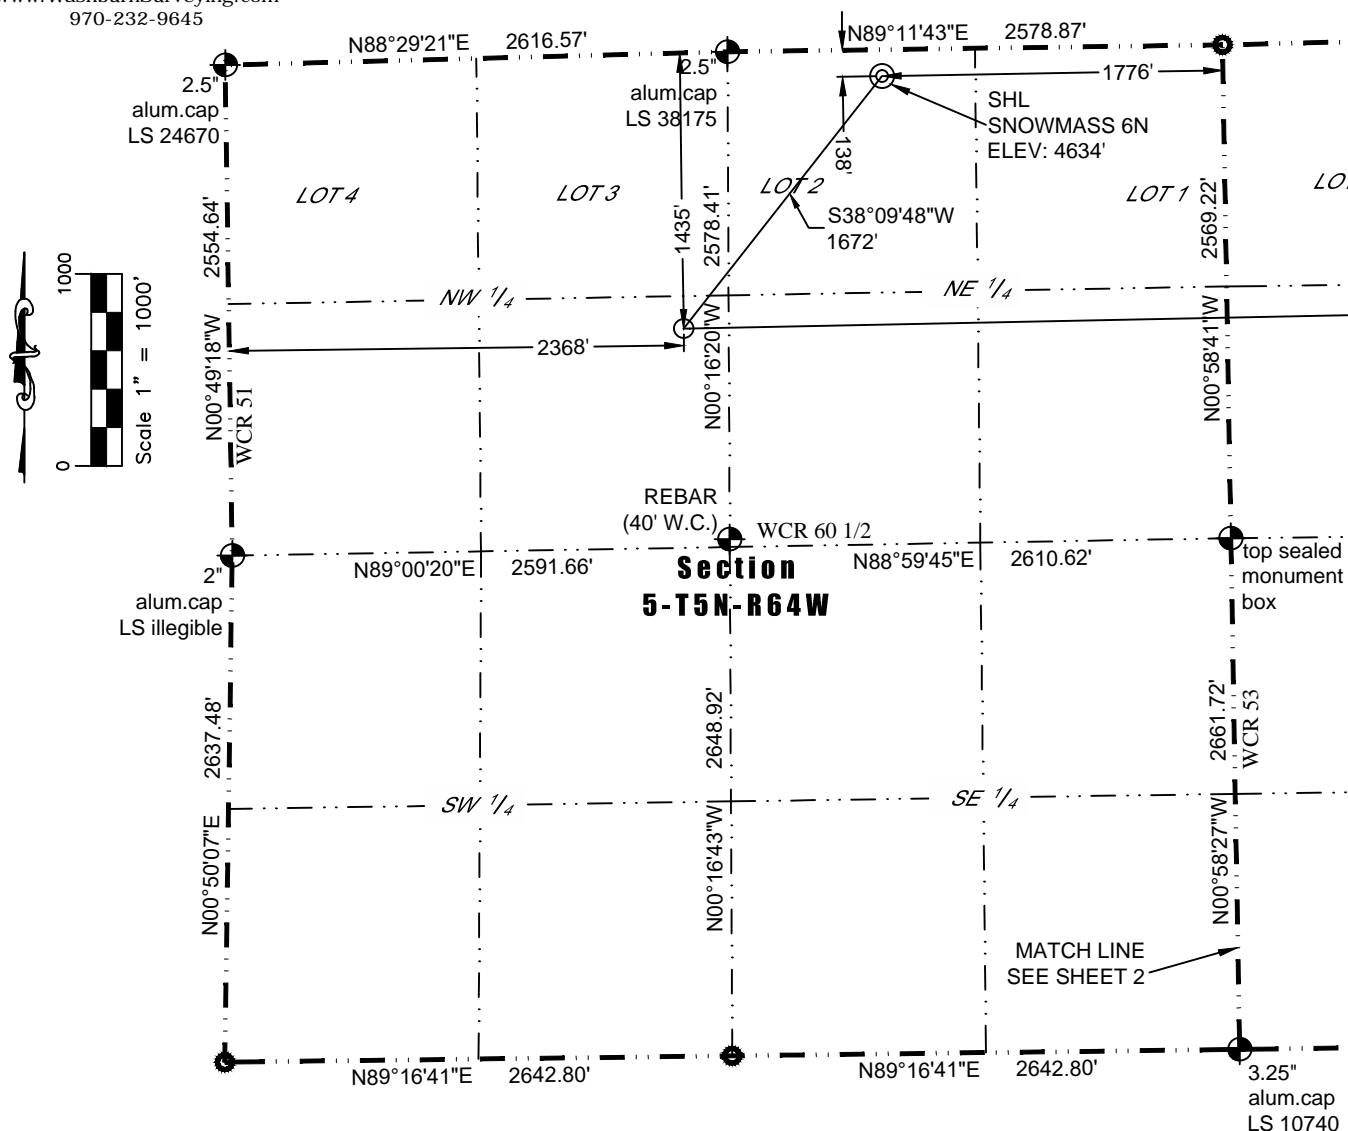 970-232-9645
N88°29'21"E 2616.57'
N89°11'43"E 2578.87'
2.5"
alum.cap
LS 24670
2.5"
alum.cap
LS 38175
1776'
SHL
SNOWMASS 6N
ELEV: 4634'
138'
LOT 4
LOT 3
LOT 2
LOT 1
S38°09'48"W
1672'
1435'
2554.64'
2578.41'
2569.22'
1000
0
Scale 1" = 1000'
NW 1/4
NE 1/4
2368'
N00°49'18"W
WCR 51
N00°16'20"W
N00°58'41"W
REBAR
(40' W.C.)
WCR 60 1/2
N89°00'20"E 2591.66'
N88°59'45"E 2610.62'
Section
5-T5N-R64W
2"
alum.cap
LS illegible
top sealed
monument
box
2637.48'
2648.92'
2661.72'
WCR 53
SW 1/4
SE 1/4
N00°50'07"E
N00°16'43"W
N00°58'27"W
MATCH LINE
SEE SHEET 2
N89°16'41"E 2642.80'
N89°16'41"E 2642.80'
3.25"
alum.cap
LS 10740